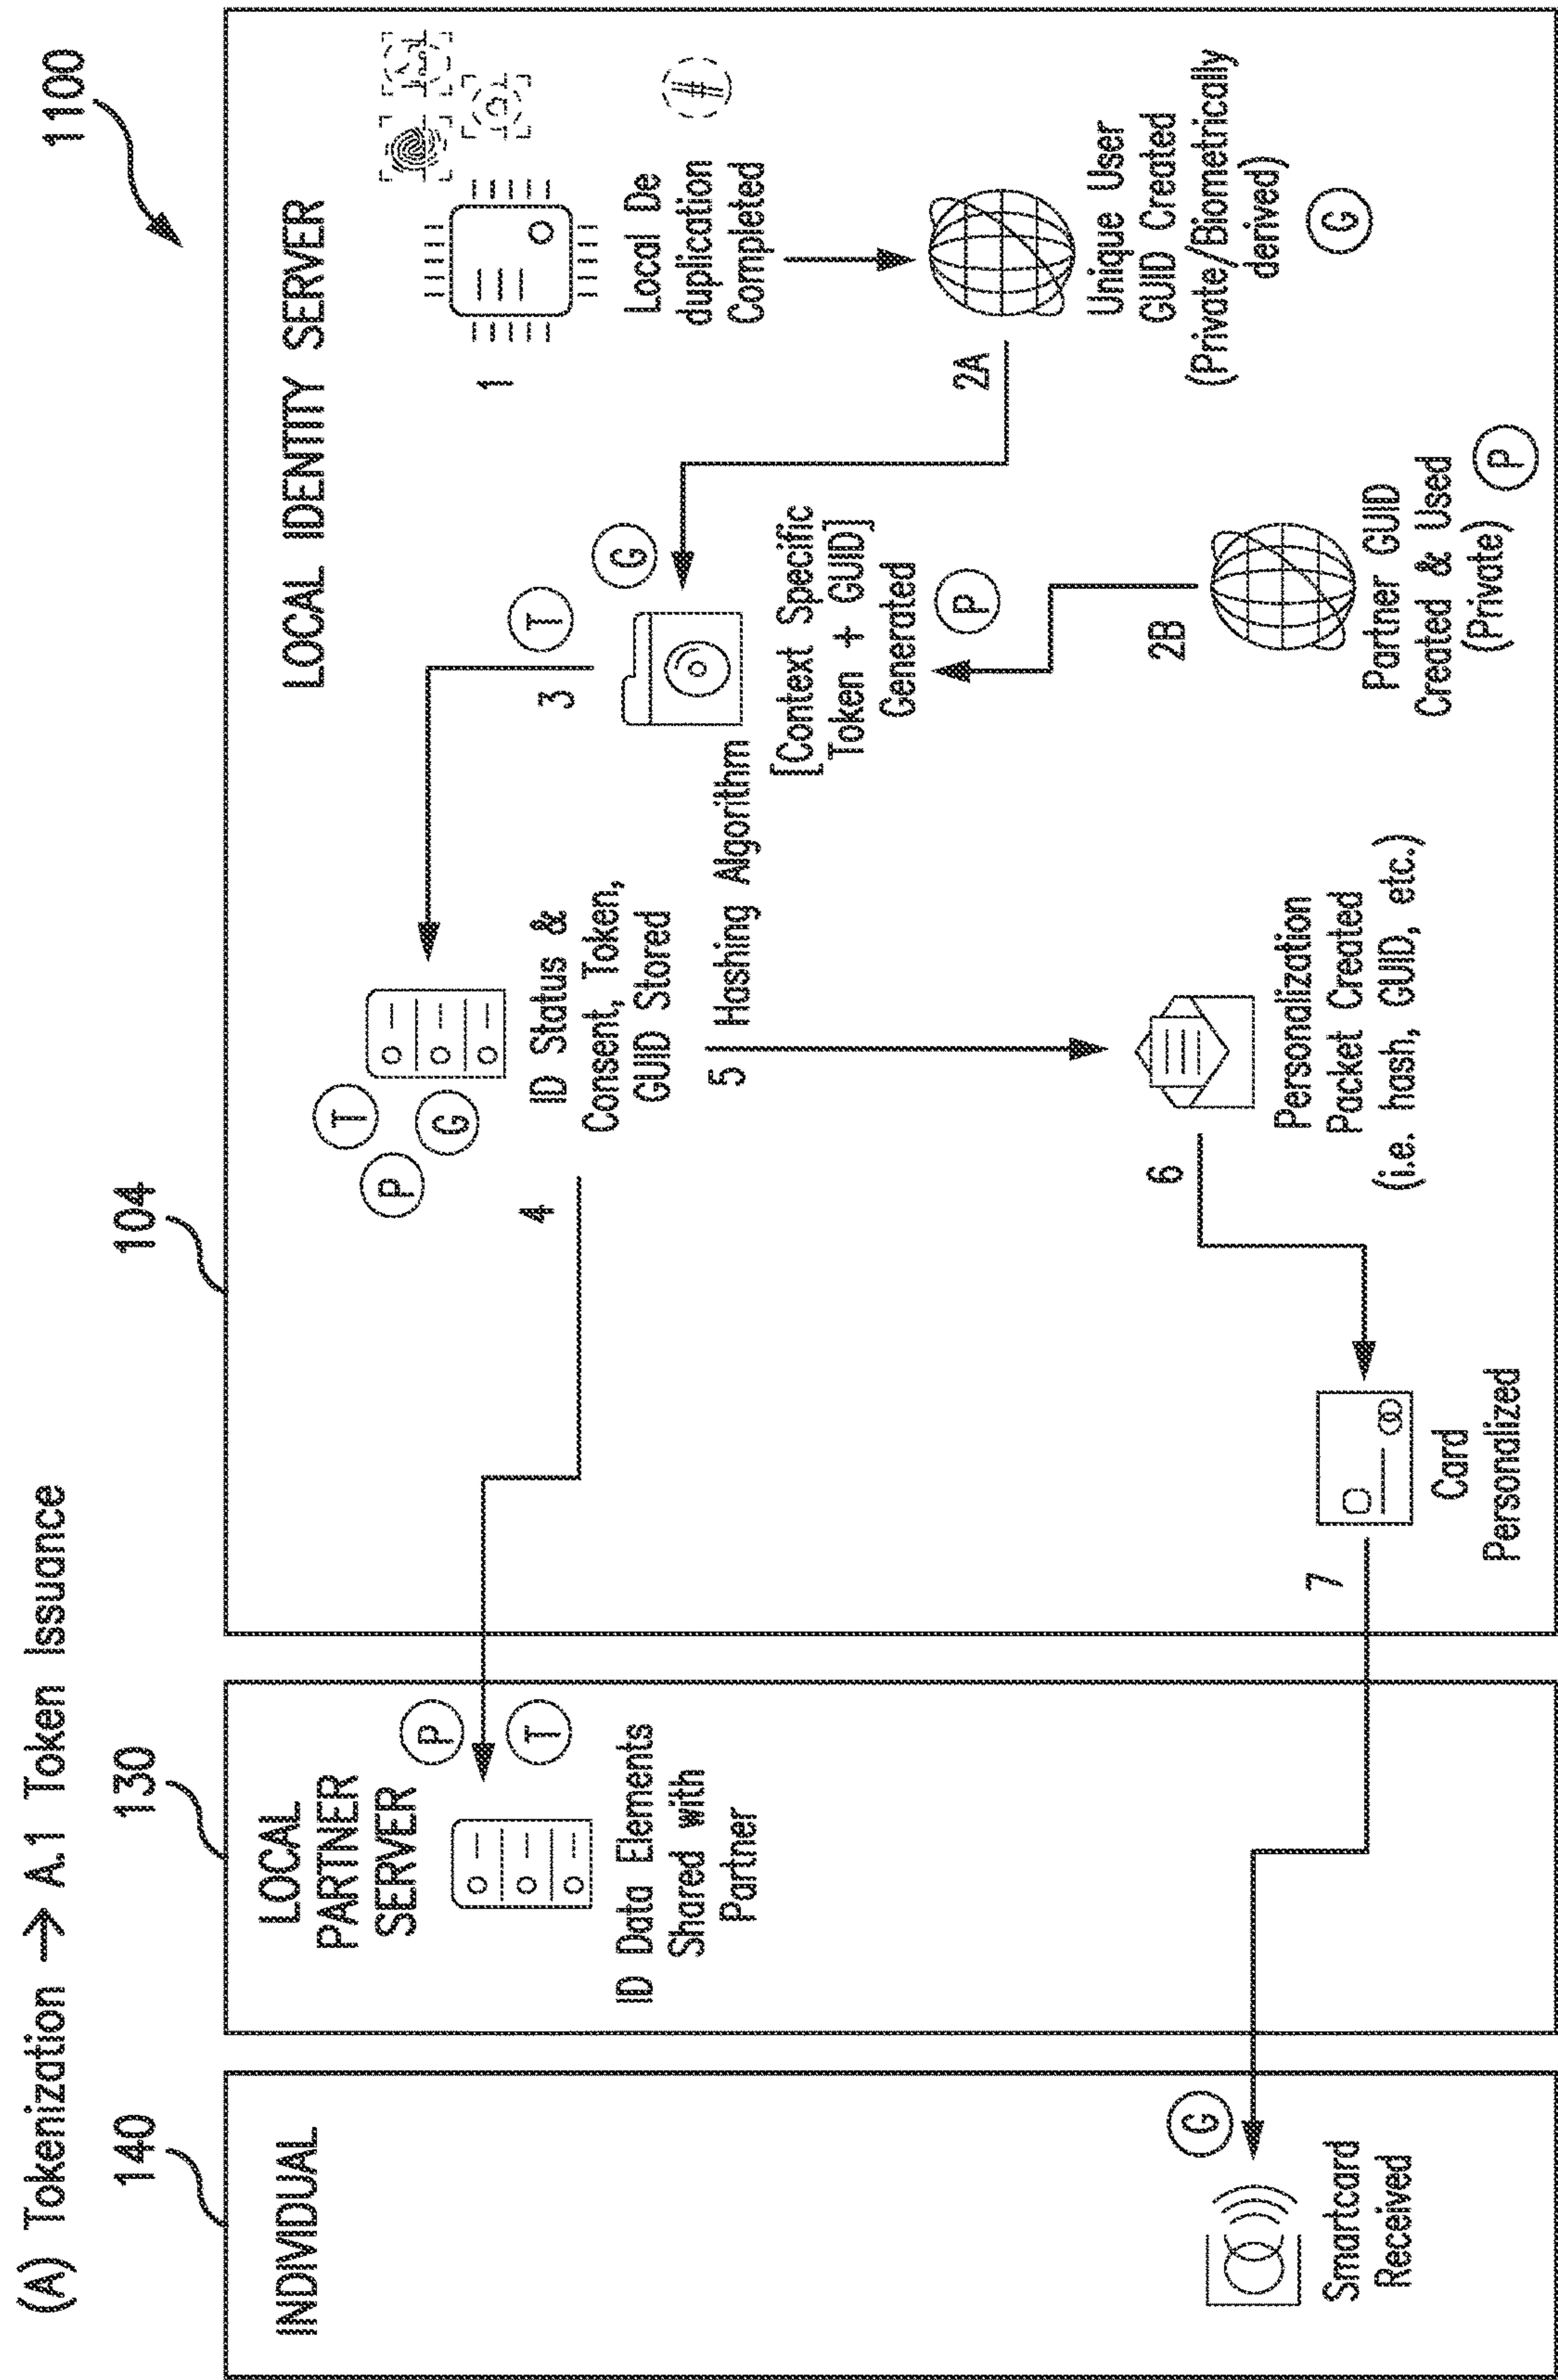 (A) Tokenization → A.1 Token Issuance
1100
140
130
104
INDIVIDUAL
G
Smartcard
Received
LOCAL
PARTNER
SERVER
P
T
ID Data Elements
Shared with
Partner
LOCAL IDENTITY SERVER
1
#
Local De
duplication
Completed
2A
Unique User
GUID Created
(Private/Biometrically
derived)
G
2B
Partner GUID
Created & Used
(Private)
P
3
T
G
[Context Specific
Token + GUID]
Generated
P
Hashing Algorithm
T
P
G
ID Status &
Consent, Token,
GUID Stored
4
5
Personalization
Packet Created
(i.e. hash, GUID, etc.)
6
Card
Personalized
7